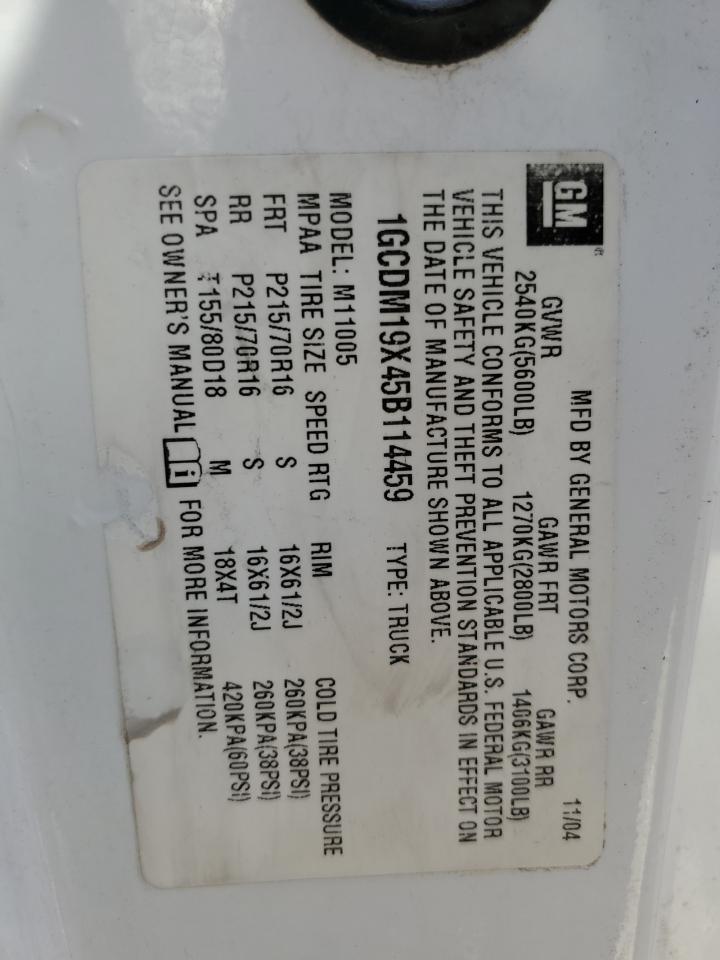 GM®
MFD BY GENERAL MOTORS CORP. 11/04
GVWR GAWR FRT GAWR RR
2540KG(5600LB) 1270KG(2800LB) 1406KG(3100LB)
THIS VEHICLE CONFORMS TO ALL APPLICABLE U.S. FEDERAL MOTOR
VEHICLE SAFETY AND THEFT PREVENTION STANDARDS IN EFFECT ON
THE DATE OF MANUFACTURE SHOWN ABOVE.
1GCDM19X45B114459 TYPE: TRUCK
MODEL: M11005
MPAA TIRE SIZE SPEED RTG RIM COLD TIRE PRESSURE
FRT P215/70R16 S 16X61/2J 260KPA(38PSI)
RR P215/70R16 S 16X61/2J 260KPA(38PSI)
SPA T155/80D18 M 18X4T 420KPA(60PSI)
SEE OWNER'S MANUAL i FOR MORE INFORMATION.